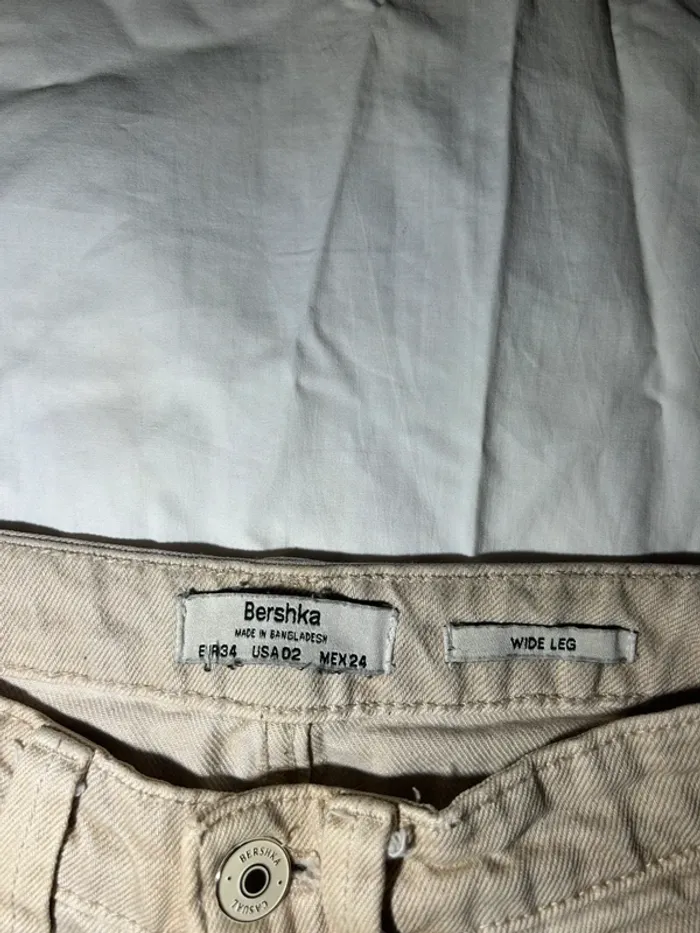 Bershka
MADE IN BANGLADESH
EUR34 USA02 MEX24
WIDE LEG
BERSHKA
CASUAL